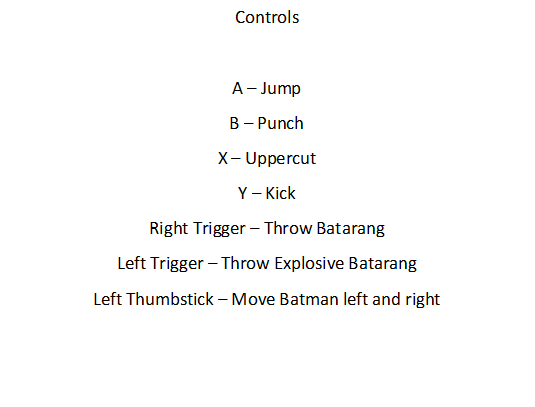 Controls
A – Jump
B – Punch
X – Uppercut
Y – Kick
Right Trigger – Throw Batarang
Left Trigger – Throw Explosive Batarang
Left Thumbstick – Move Batman left and right